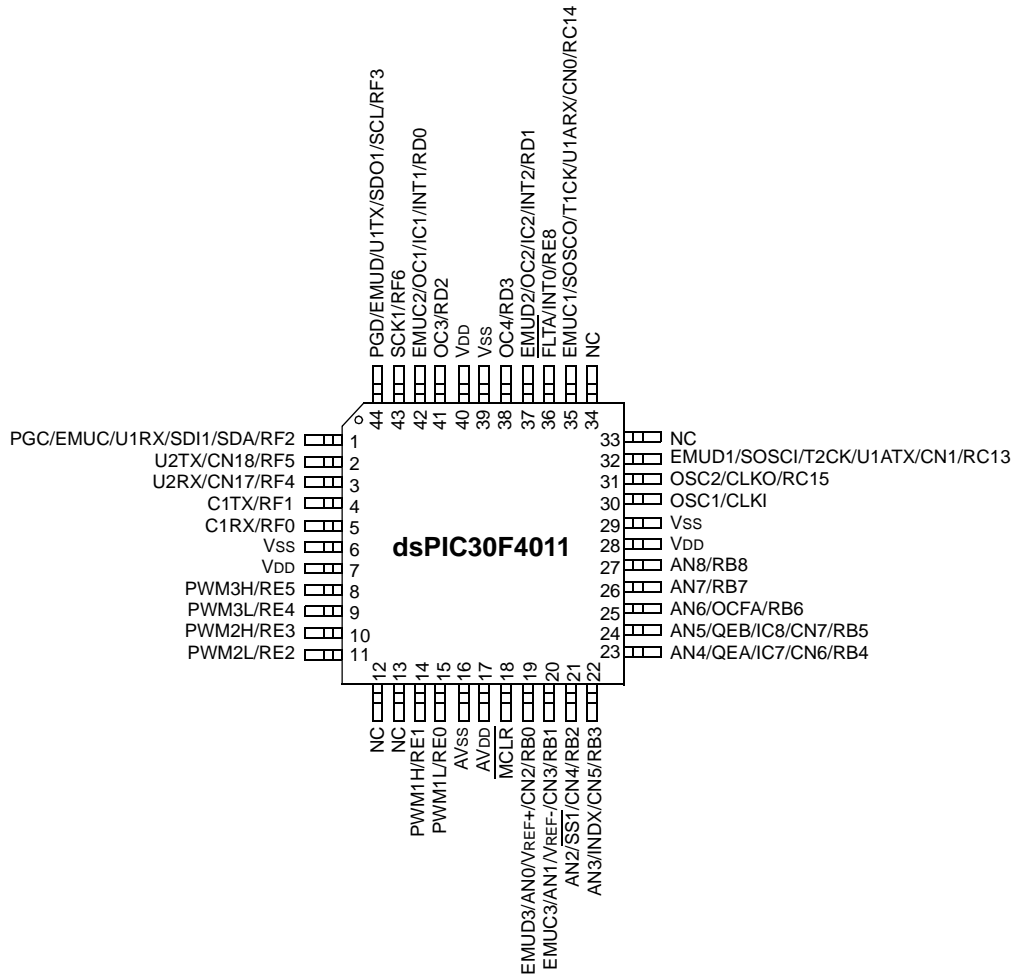 PGD/EMUD/U1TX/SDO1/SCL/RF3
SCK1/RF6
EMUC2/OC1/IC1/INT1/RD0
OC3/RD2
VDD
VSS
OC4/RD3
EMUD2/OC2/IC2/INT2/RD1
FLTA/INT0/RE8
EMUC1/SOSCO/T1CK/U1ARX/CN0/RC14
NC
44
43
42
41
40
39
38
37
36
35
34
PGC/EMUC/U1RX/SDI1/SDA/RF2 1
U2TX/CN18/RF5 2
U2RX/CN17/RF4 3
C1TX/RF1 4
C1RX/RF0 5
VSS 6
VDD 7
PWM3H/RE5 8
PWM3L/RE4 9
PWM2H/RE3 10
PWM2L/RE2 11
dsPIC30F4011
33 NC
32 EMUD1/SOSCI/T2CK/U1ATX/CN1/RC13
31 OSC2/CLKO/RC15
30 OSC1/CLKI
29 VSS
28 VDD
27 AN8/RB8
26 AN7/RB7
25 AN6/OCFA/RB6
24 AN5/QEB/IC8/CN7/RB5
23 AN4/QEA/IC7/CN6/RB4
12
13
14
15
16
17
18
19
20
21
22
NC
NC
PWM1H/RE1
PWM1L/RE0
AVSS
AVDD
MCLR
EMUD3/AN0/VREF+/CN2/RB0
EMUC3/AN1/VREF-/CN3/RB1
AN2/SS1/CN4/RB2
AN3/INDX/CN5/RB3